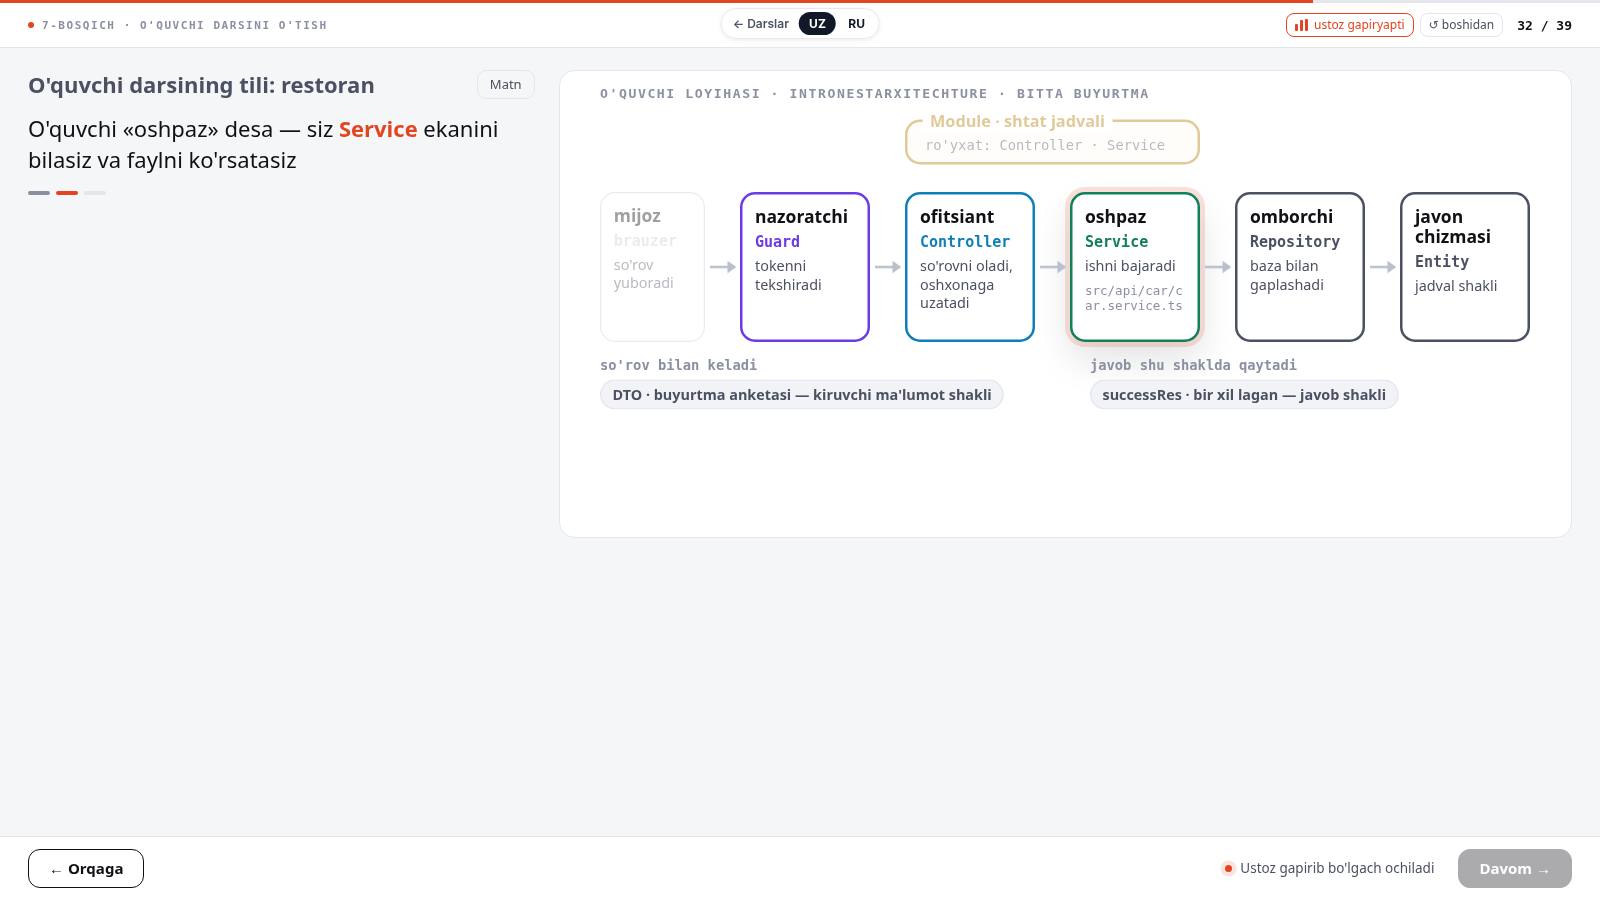 7-BOSQICH · O'QUVCHI DARSINI O'TISH
← Darslar UZ RU
ustoz gapiryapti
↺ boshidan
32 / 39
O'quvchi darsining tili: restoran
Matn
O'quvchi «oshpaz» desa — siz Service ekanini
bilasiz va faylni ko'rsatasiz
O'QUVCHI LOYIHASI · INTRONESTARXITECHTURE · BITTA BUYURTMA
Module · shtat jadvali
ro'yxat: Controller · Service
mijoz
brauzer
so'rov
yuboradi
nazoratchi
Guard
tokenni
tekshiradi
ofitsiant
Controller
so'rovni oladi,
oshxonaga
uzatadi
oshpaz
Service
ishni bajaradi
src/api/car/c
ar.service.ts
omborchi
Repository
baza bilan
gaplashadi
javon
chizmasi
Entity
jadval shakli
so'rov bilan keladi
DTO · buyurtma anketasi — kiruvchi ma'lumot shakli
javob shu shaklda qaytadi
successRes · bir xil lagan — javob shakli
← Orqaga
Ustoz gapirib bo'lgach ochiladi
Davom →